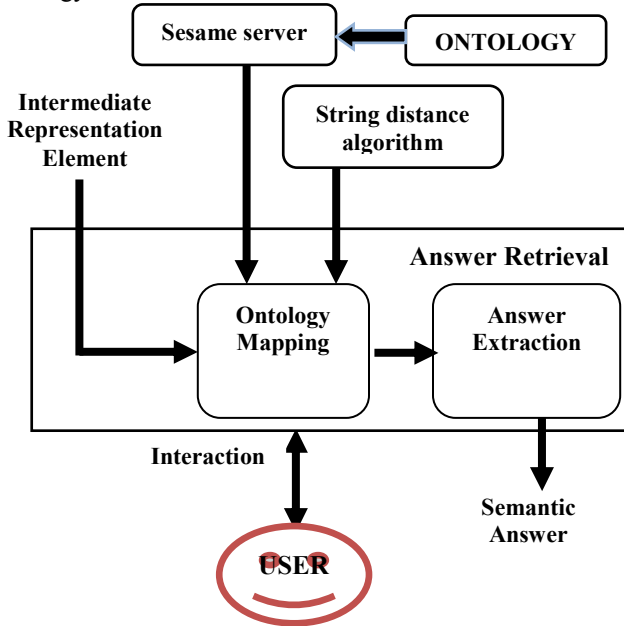 Sesame server
ONTOLOGY
Intermediate
Representation
Element
String distance
algorithm
Answer Retrieval
Ontology
Mapping
Answer
Extraction
Interaction
Semantic
Answer
USER